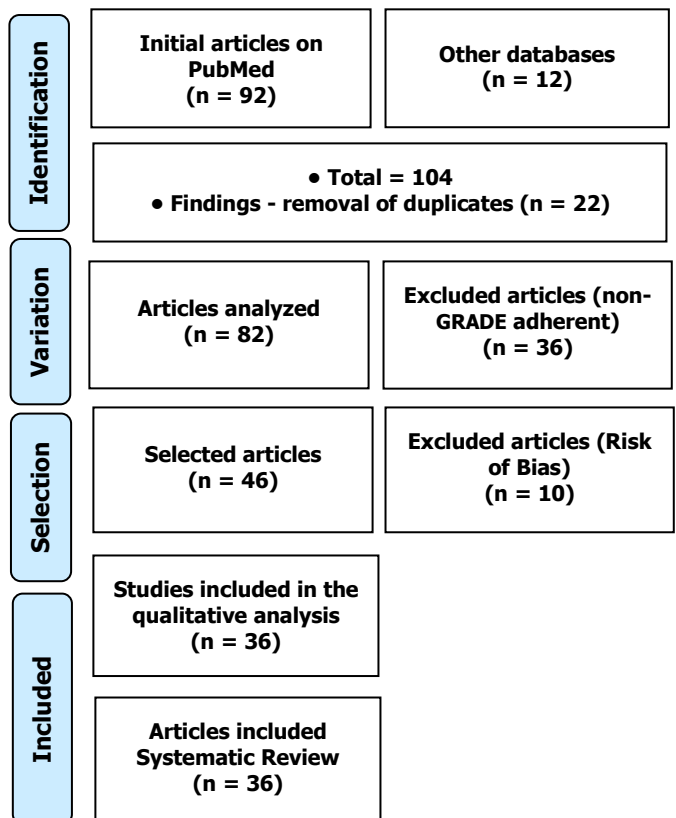 Identification
Initial articles on
PubMed
(n = 92)
Other databases
(n = 12)
• Total = 104
• Findings - removal of duplicates (n = 22)
Variation
Articles analyzed
(n = 82)
Excluded articles (non-
GRADE adherent)
(n = 36)
Selection
Selected articles
(n = 46)
Excluded articles (Risk
of Bias)
(n = 10)
Included
Studies included in the
qualitative analysis
(n = 36)
Articles included
Systematic Review
(n = 36)